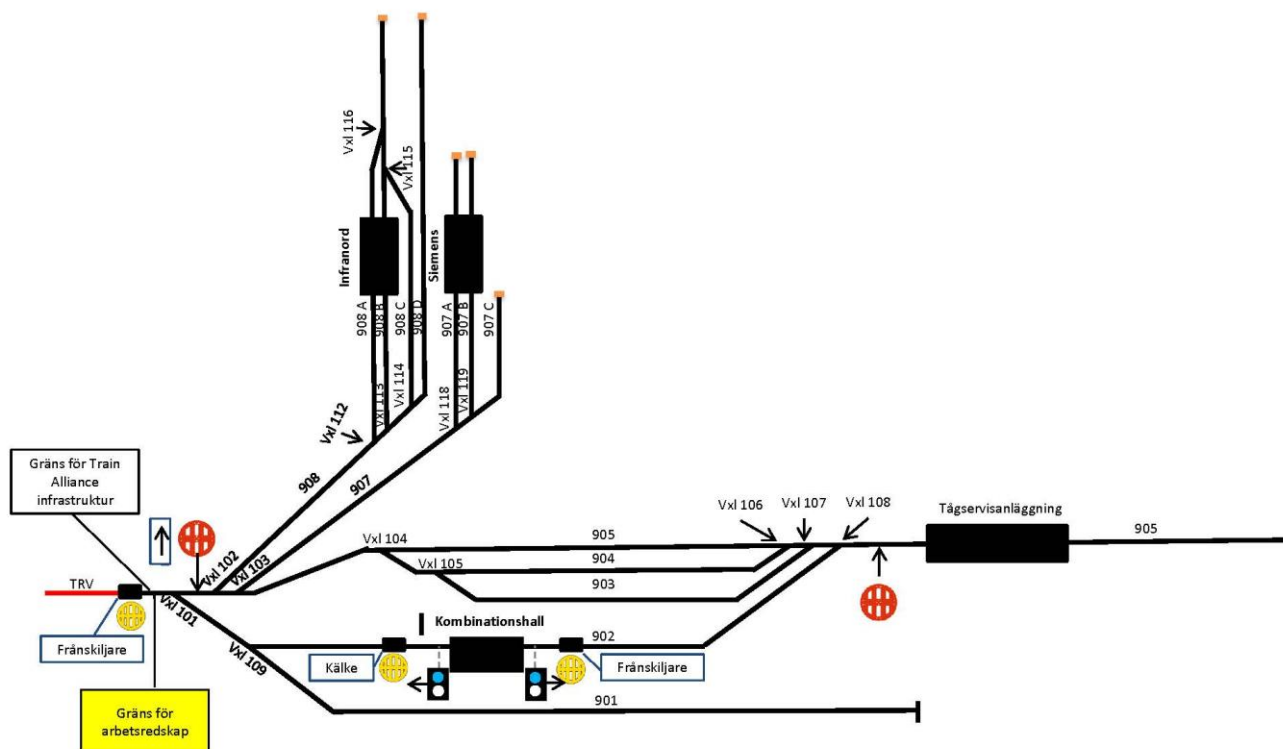 Vxl 116
Vxl 115
Infranord
Siemens
908 A
908 B
908 C
908 D
907 A
907 B
907 C
Vxl 112
Vxl 113
Vxl 114
Vxl 118
Vxl 119
Gräns för Train
Alliance
infrastruktur
908
907
Vxl 106
Vxl 107
Vxl 108
Tågservisanläggning
Vxl 104
905
905
Vxl 102
Vxl 103
Vxl 105
904
903
TRV
Vxl 101
Frånskiljare
Vxl 109
Kombinationshall
902
Kälke
Frånskiljare
901
Gräns för
arbetsredskap